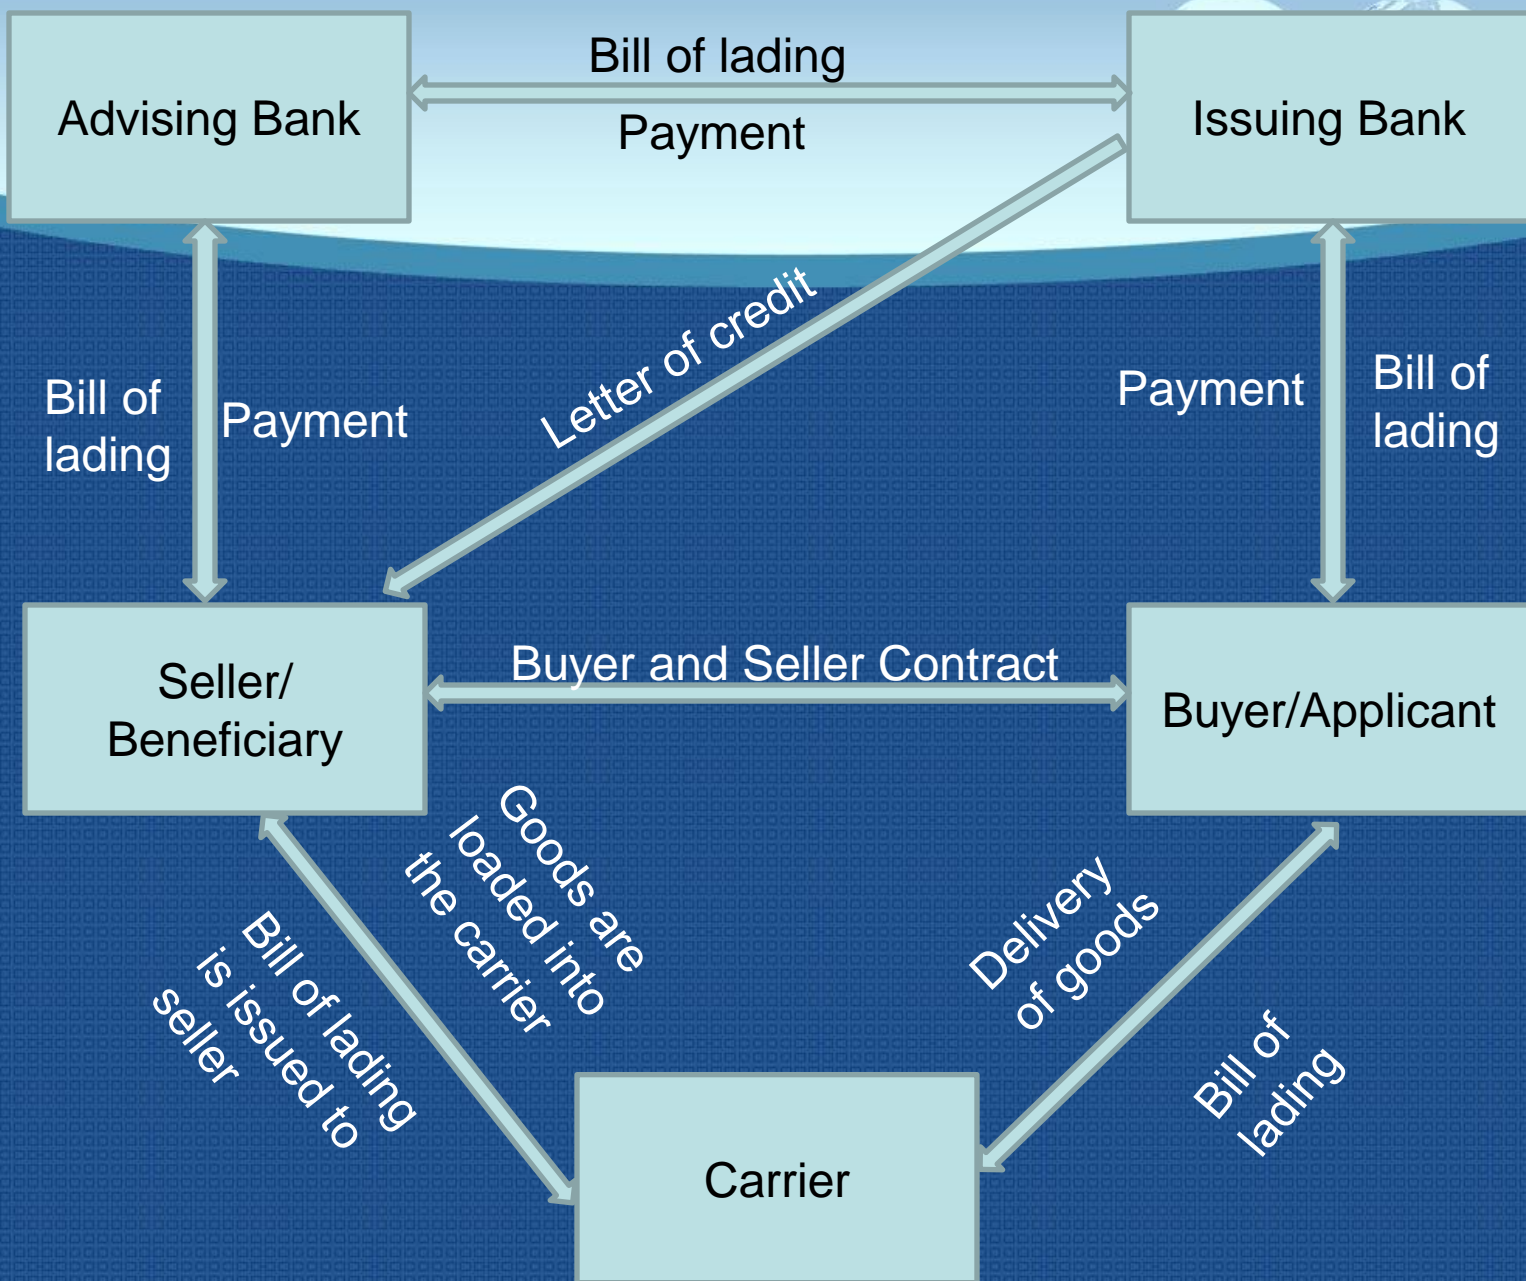 Bill of lading
Advising Bank
Issuing Bank
Payment
Letter of credit
Bill of
lading
Payment
Payment
Bill of
lading
Buyer and Seller Contract
Seller/
Beneficiary
Buyer/Applicant
Goods are
loaded into
the carrier
Bill of lading
is issued to
seller
Delivery
of goods
Bill of
lading
Carrier